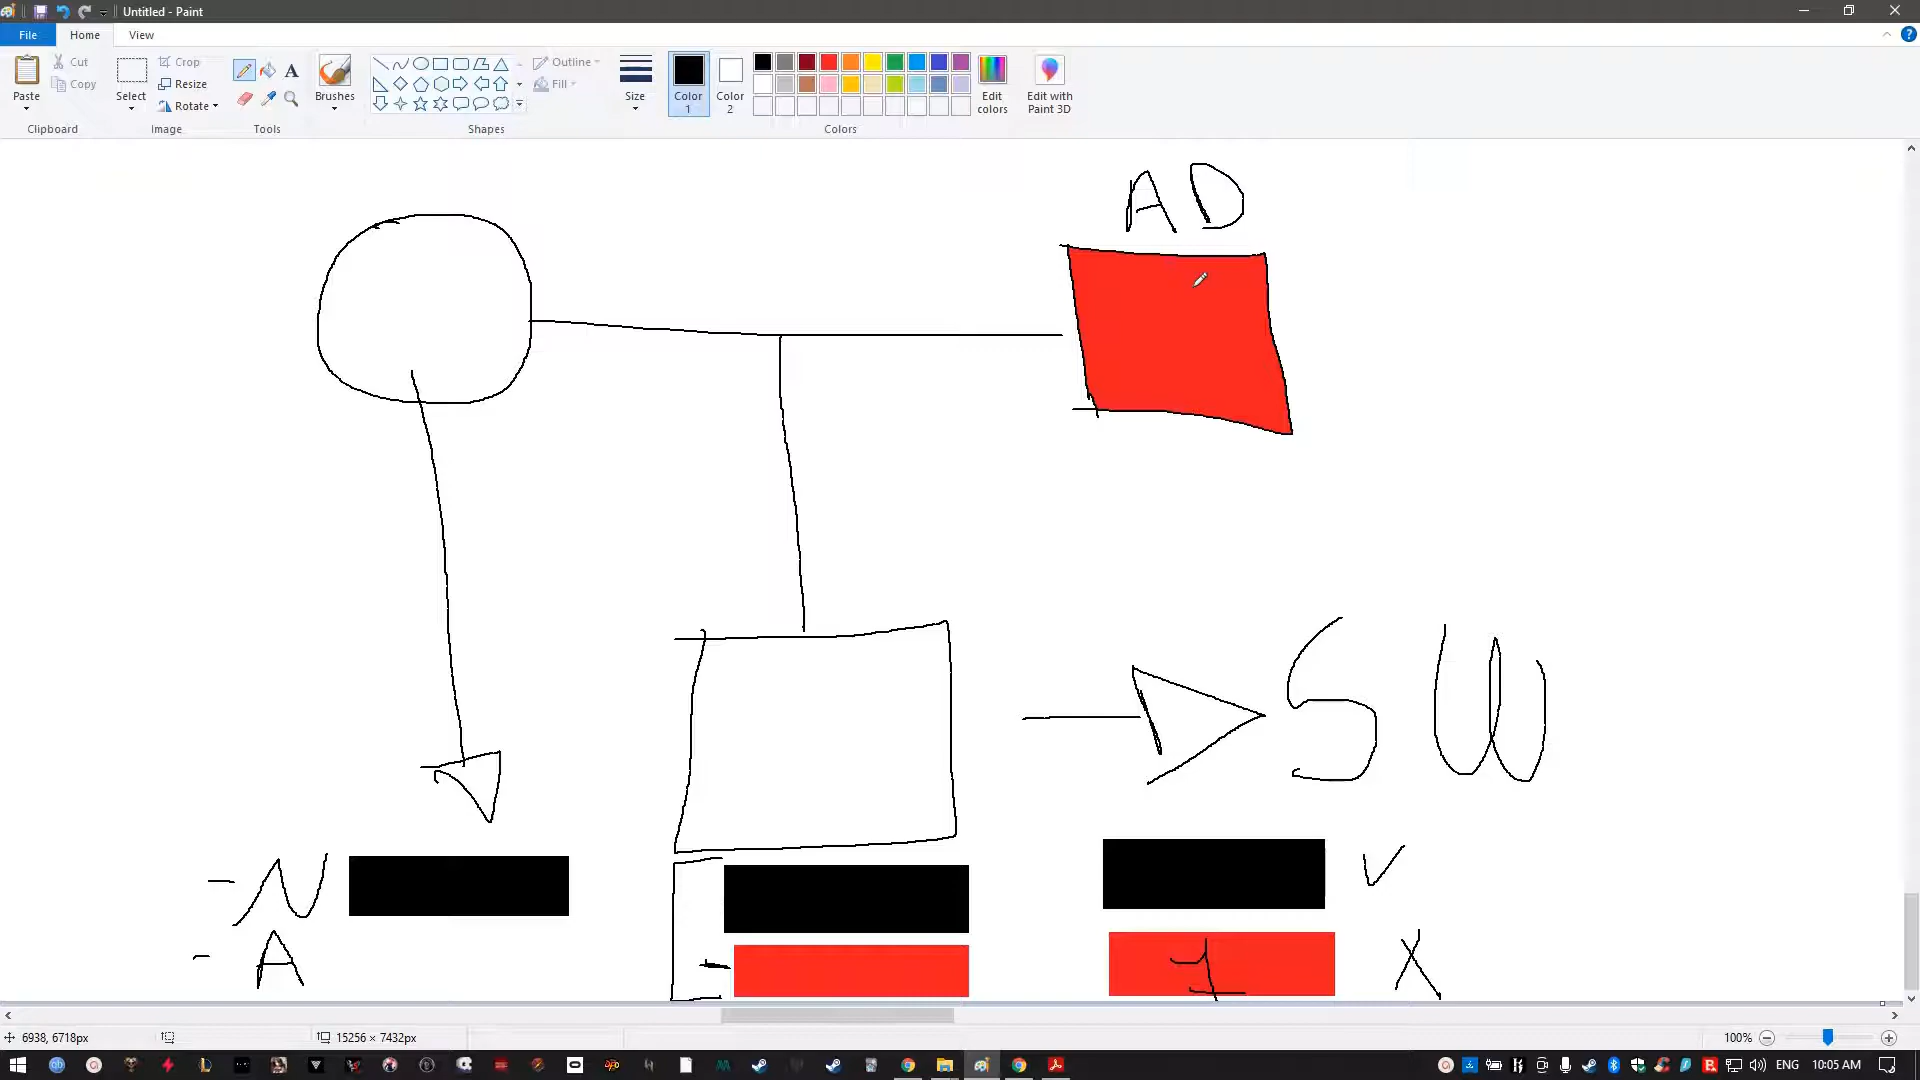 Untitled - Paint
File Home View
Paste
Cut
Copy
Clipboard
Select
Crop
Resize
Rotate
Image
Tools
Brushes
Shapes
Outline
Fill
Size
Color 1
Color 2
Colors
Edit colors
Edit with Paint 3D
AD
SW
- N
- A
1
X
6938, 6718px
15256 × 7432px
100%
ENG
10:05 AM